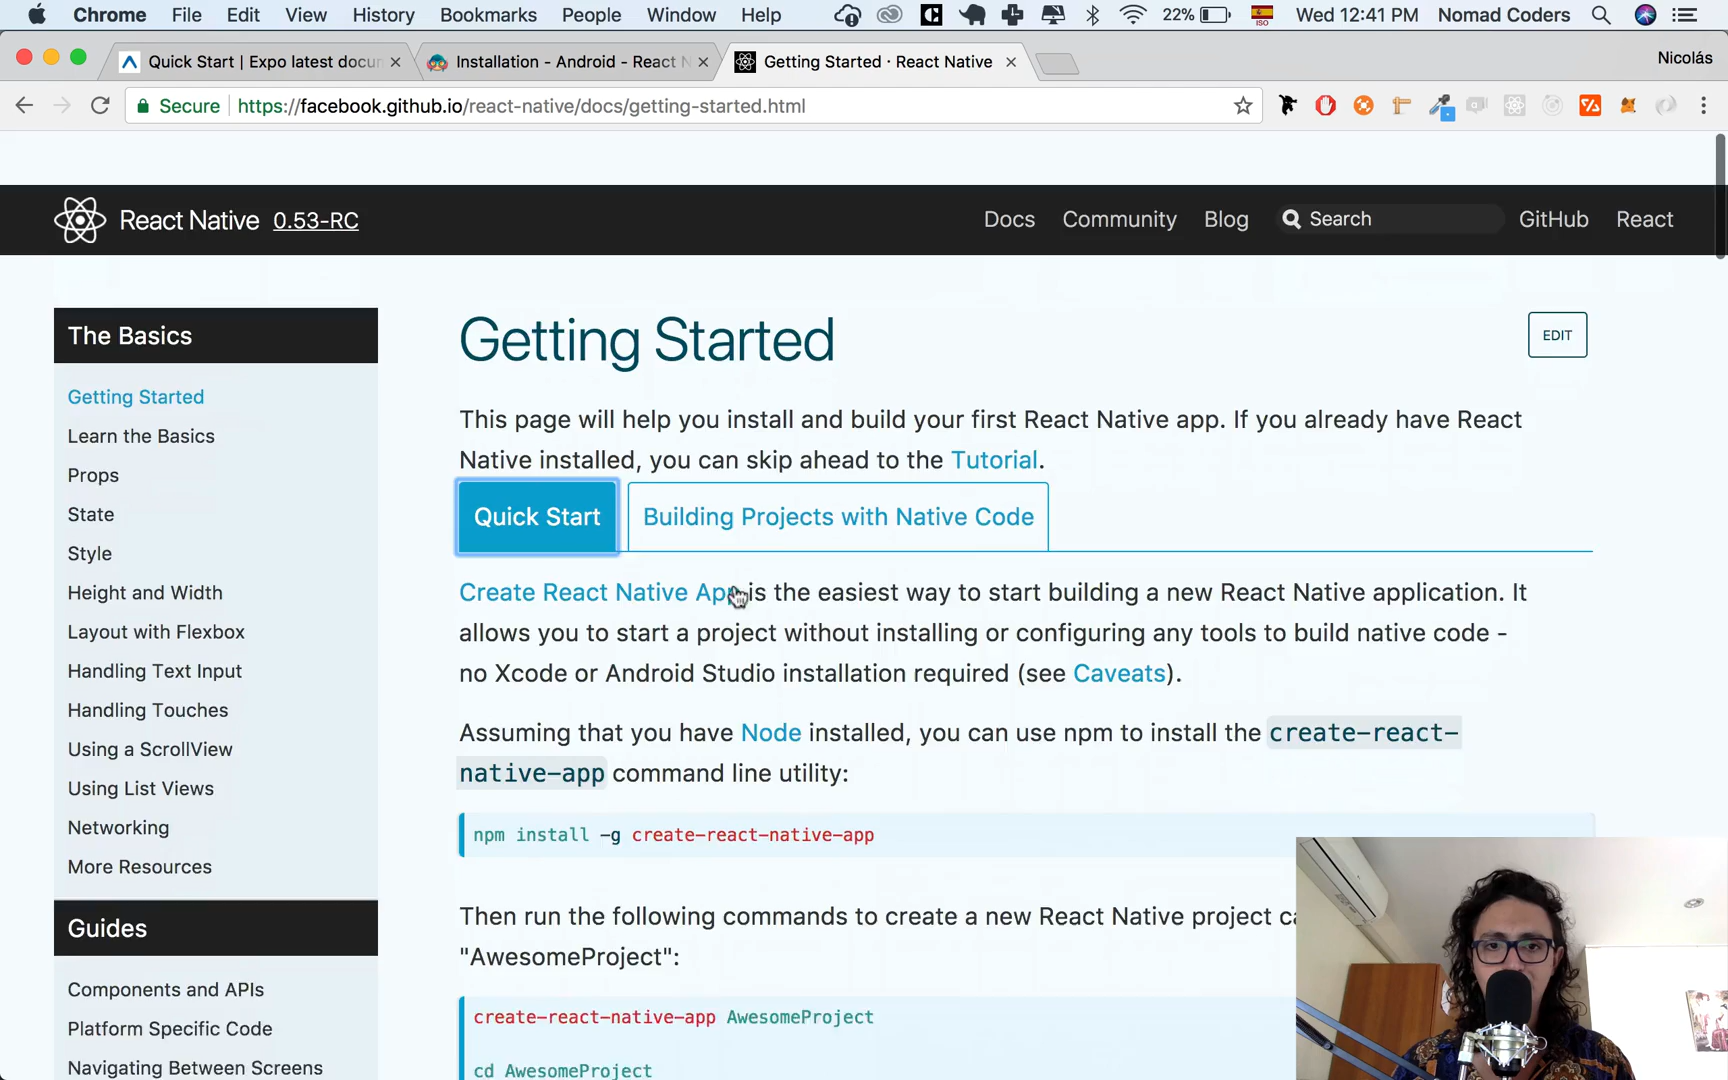 Chrome File Edit View History Bookmarks People Window Help 22% ISO Wed 12:41 PM Nomad Coders
Quick Start | Expo latest docu Installation - Android - React N Getting Started · React Native Nicolás
Secure https://facebook.github.io/react-native/docs/getting-started.html
React Native 0.53-RC Docs Community Blog Search GitHub React
The Basics
Getting Started
Learn the Basics
Props
State
Style
Height and Width
Layout with Flexbox
Handling Text Input
Handling Touches
Using a ScrollView
Using List Views
Networking
More Resources
Guides
Components and APIs
Platform Specific Code
Navigating Between Screens
Getting Started EDIT
This page will help you install and build your first React Native app. If you already have React
Native installed, you can skip ahead to the Tutorial.
Quick Start Building Projects with Native Code
Create React Native App is the easiest way to start building a new React Native application. It
allows you to start a project without installing or configuring any tools to build native code -
no Xcode or Android Studio installation required (see Caveats).
Assuming that you have Node installed, you can use npm to install the create-react-
native-app command line utility:
npm install -g create-react-native-app
Then run the following commands to create a new React Native project ca
"AwesomeProject":
create-react-native-app AwesomeProject
cd AwesomeProject